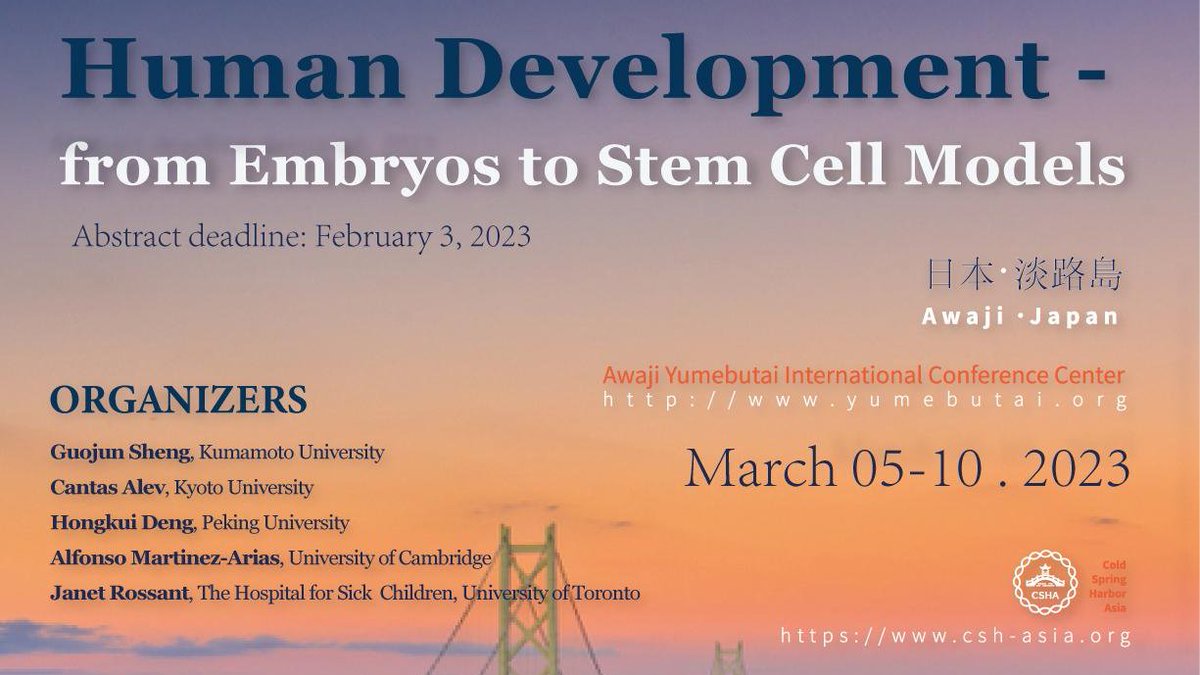 Human Development -
from Embryos to Stem Cell Models
Abstract deadline: February 3, 2023
日本·淡路島
Awaji ·Japan
Awaji Yumebutai International Conference Center
http://www.yumebutai.org
March 05-10 . 2023
ORGANIZERS
Guojun Sheng, Kumamoto University
Cantas Alev, Kyoto University
Hongkui Deng, Peking University
Alfonso Martinez-Arias, University of Cambridge
Janet Rossant, The Hospital for Sick Children, University of Toronto
CSHA
Cold
Spring
Harbor
Asia
https://www.csh-asia.org